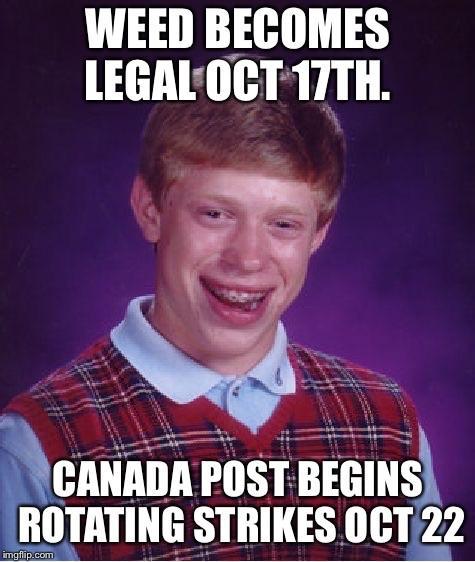 WEED BECOMES
LEGAL OCT 17TH.
CANADA POST BEGINS
ROTATING STRIKES OCT 22
imgflip.com